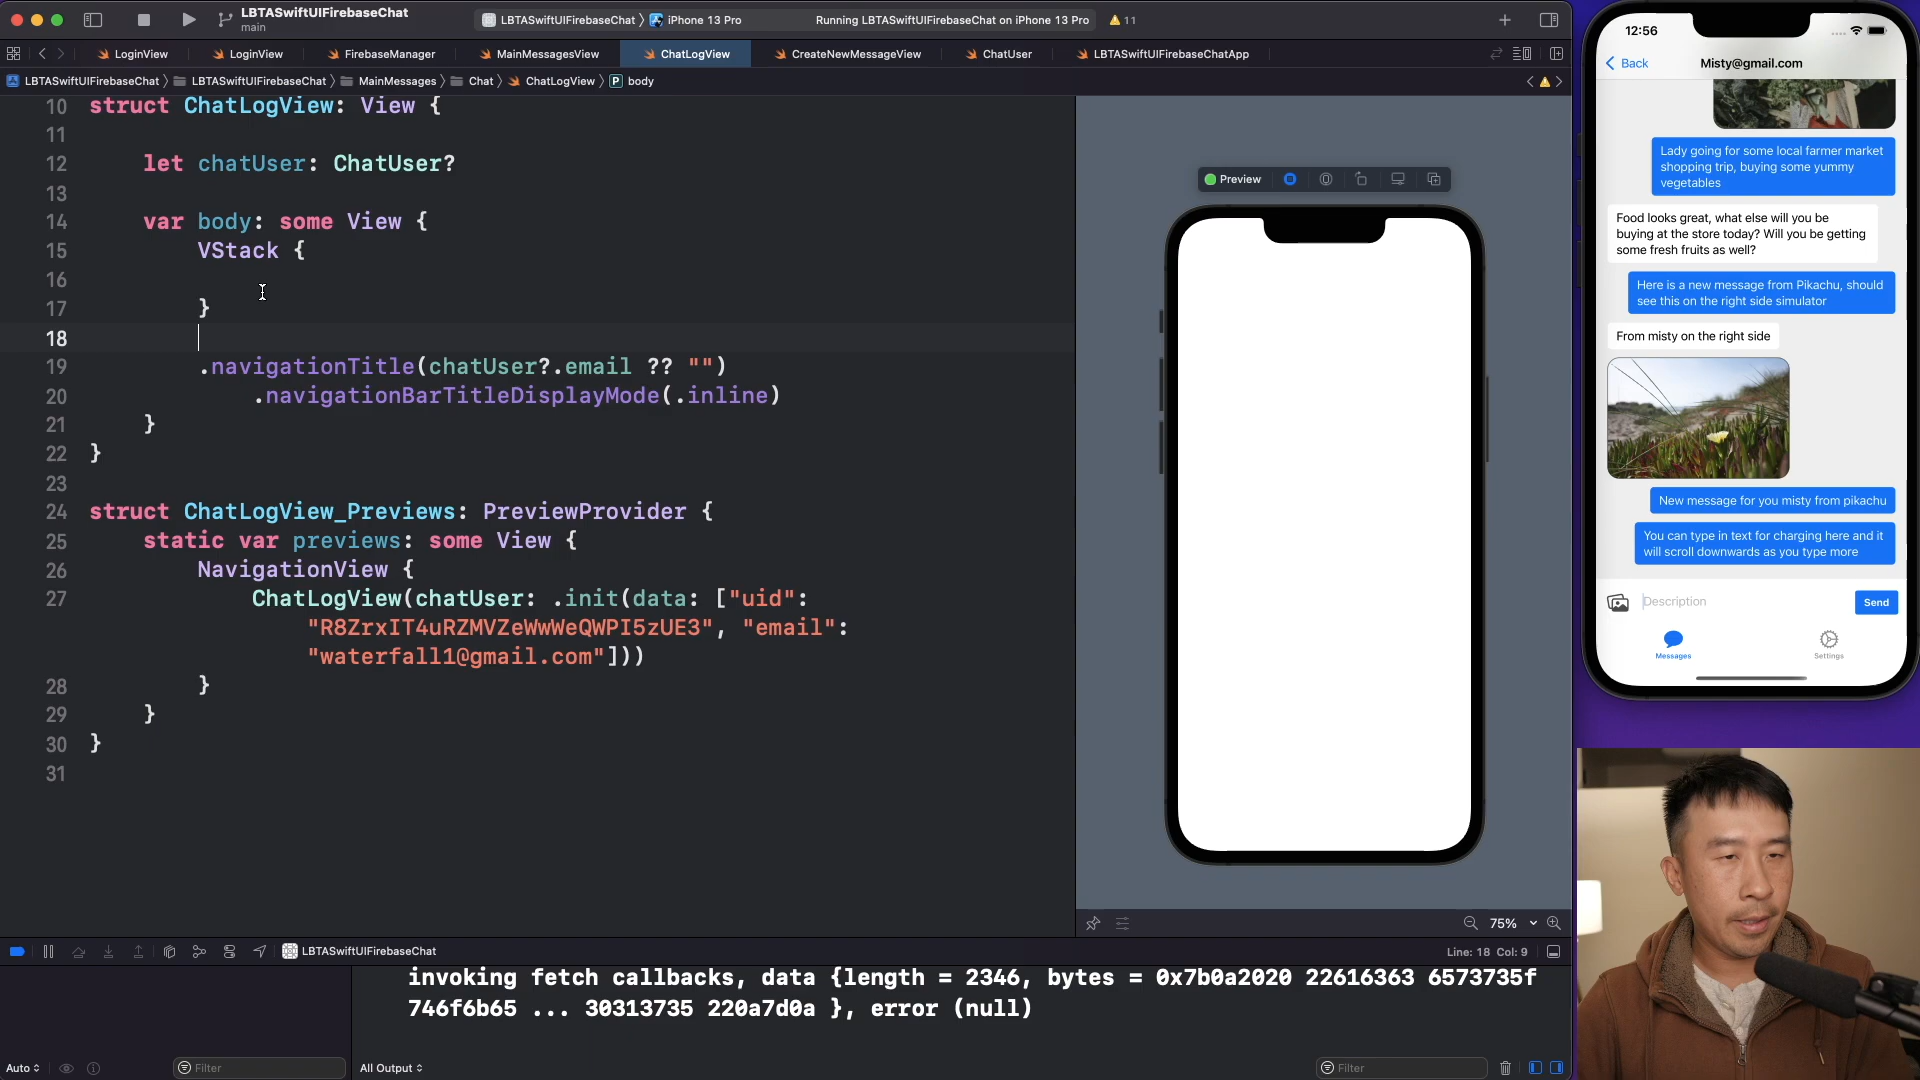 LBTASwiftUIFirebaseChat
main
LBTASwiftUIFirebaseChat
iPhone 13 Pro
Running LBTASwiftUIFirebaseChat on iPhone 13 Pro
11
LoginView
LoginView
FirebaseManager
MainMessagesView
ChatLogView
CreateNewMessageView
ChatUser
LBTASwiftUIFirebaseChatApp
LBTASwiftUIFirebaseChat
LBTASwiftUIFirebaseChat
MainMessages
Chat
ChatLogView
P body
10 struct ChatLogView: View {
11
12 let chatUser: ChatUser?
13
14 var body: some View {
15 VStack {
16
17 }
18
19 .navigationTitle(chatUser?.email ?? "")
20 .navigationBarTitleDisplayMode(.inline)
21 }
22 }
23
24 struct ChatLogView_Previews: PreviewProvider {
25 static var previews: some View {
26 NavigationView {
27 ChatLogView(chatUser: .init(data: ["uid":
"R8ZrxIT4uRZMVZeWwWeQWPI5zUE3", "email":
"waterfall1@gmail.com"]))
28 }
29 }
30 }
31
Preview
75%
LBTASwiftUIFirebaseChat
Line: 18 Col: 9
invoking fetch callbacks, data {length = 2346, bytes = 0x7b0a2020 22616363 6573735f
746f6b65 ... 30313735 220a7d0a }, error (null)
Auto
Filter
All Output
Filter
12:56
Back
Misty@gmail.com
Lady going for some local farmer market
shopping trip, buying some yummy
vegetables
Food looks great, what else will you be
buying at the store today? Will you be getting
some fresh fruits as well?
Here is a new message from Pikachu, should
see this on the right side simulator
From misty on the right side
New message for you misty from pikachu
You can type in text for charging here and it
will scroll downwards as you type more
Description
Send
Messages
Settings